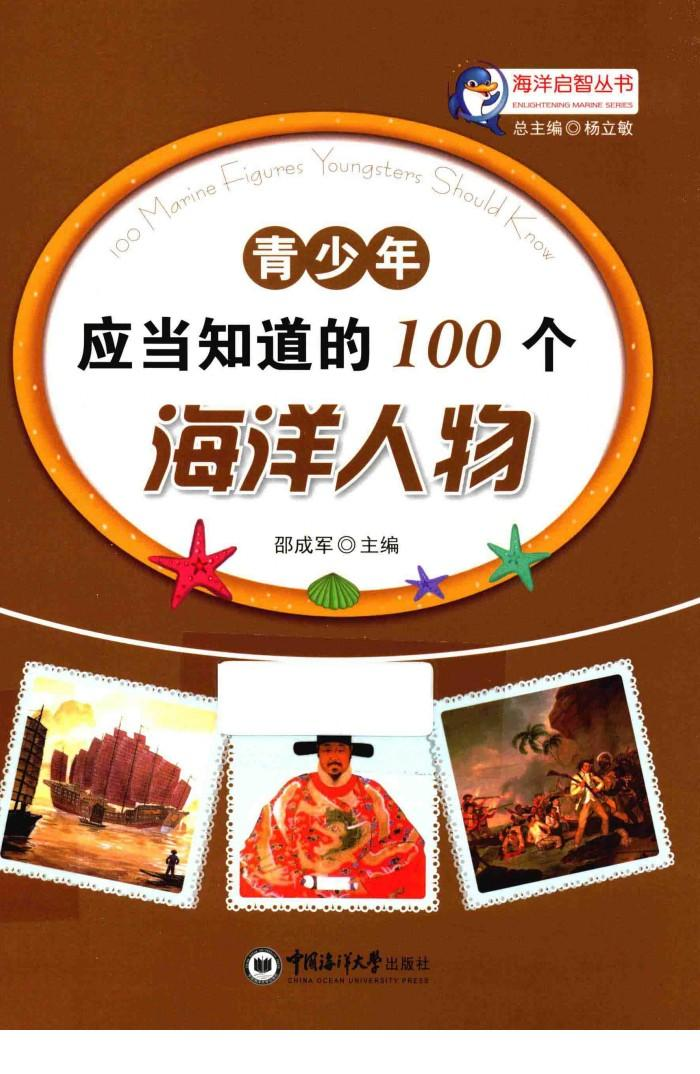 海洋启智丛书
ENLIGHTENING MARINE SERIES
总主编◎杨立敏
100 Marine Figures Youngsters Should Know
青少年
应当知道的100个
海洋人物
邵成军◎主编
中国海洋大学出版社
CHINA OCEAN UNIVERSITY PRESS